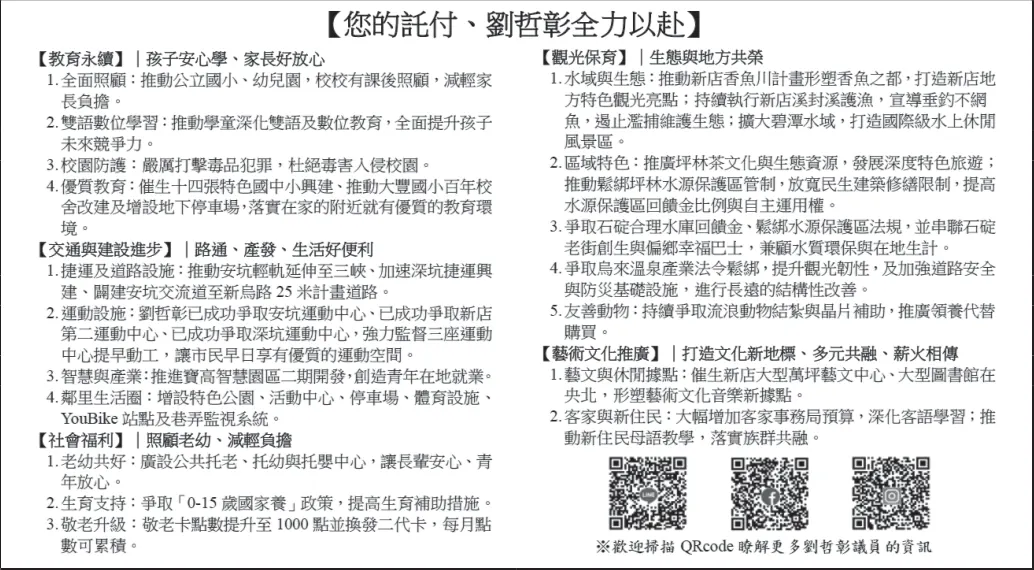 【您的託付、劉哲彰全力以赴】
【教育永續】｜孩子安心學、家長好放心
1. 全面照顧：推動公立國小、幼兒園，校校有課後照顧，減輕家
長負擔。
2. 雙語數位學習：推動學童深化雙語及數位教育，全面提升孩子
未來競爭力。
3. 校園防護：嚴厲打擊毒品犯罪，杜絕毒害入侵校園。
4. 優質教育：催生十四張特色國中小興建、推動大豐國小百年校
舍改建及增設地下停車場，落實在家的附近就有優質的教育環
境。
【交通與建設進步】｜路通、產發、生活好便利
1. 捷運及道路設施：推動安坑輕軌延伸至三峽、加速深坑捷運興
建、闢建安坑交流道至新烏路 25 米計畫道路。
2. 運動設施：劉哲彰已成功爭取安坑運動中心、已成功爭取新店
第二運動中心、已成功爭取深坑運動中心，強力監督三座運動
中心提早動工，讓市民早日享有優質的運動空間。
3. 智慧與產業：推進寶高智慧園區二期開發，創造青年在地就業。
4. 鄰里生活圈：增設特色公園、活動中心、停車場、體育設施、
YouBike 站點及巷弄監視系統。
【社會福利】｜照顧老幼、減輕負擔
1. 老幼共好：廣設公共托老、托幼與托嬰中心，讓長輩安心、青
年放心。
2. 生育支持：爭取「0-15 歲國家養」政策，提高生育補助措施。
3. 敬老升級：敬老卡點數提升至 1000 點並換發二代卡，每月點
數可累積。
【觀光保育】｜生態與地方共榮
1. 水域與生態：推動新店香魚川計畫形塑香魚之都，打造新店地
方特色觀光亮點；持續執行新店溪封溪護漁，宣導垂釣不網
魚，遏止濫捕維護生態；擴大碧潭水域，打造國際級水上休閒
風景區。
2. 區域特色：推廣坪林茶文化與生態資源，發展深度特色旅遊；
推動鬆綁坪林水源保護區管制，放寬民生建築修繕限制，提高
水源保護區回饋金比例與自主運用權。
3. 爭取石碇合理水庫回饋金、鬆綁水源保護區法規，並串聯石碇
老街創生與偏鄉幸福巴士，兼顧水質環保與在地生計。
4. 爭取烏來溫泉產業法令鬆綁，提升觀光韌性，及加強道路安全
與防災基礎設施，進行長遠的結構性改善。
5. 友善動物：持續爭取流浪動物結紮與晶片補助，推廣領養代替
購買。
【藝術文化推廣】｜打造文化新地標、多元共融、薪火相傳
1. 藝文與休閒據點：催生新店大型萬坪藝文中心、大型圖書館在
央北，形塑藝術文化音樂新據點。
2. 客家與新住民：大幅增加客家事務局預算，深化客語學習；推
動新住民母語教學，落實族群共融。
LINE
※歡迎掃描 QRcode 瞭解更多劉哲彰議員的資訊